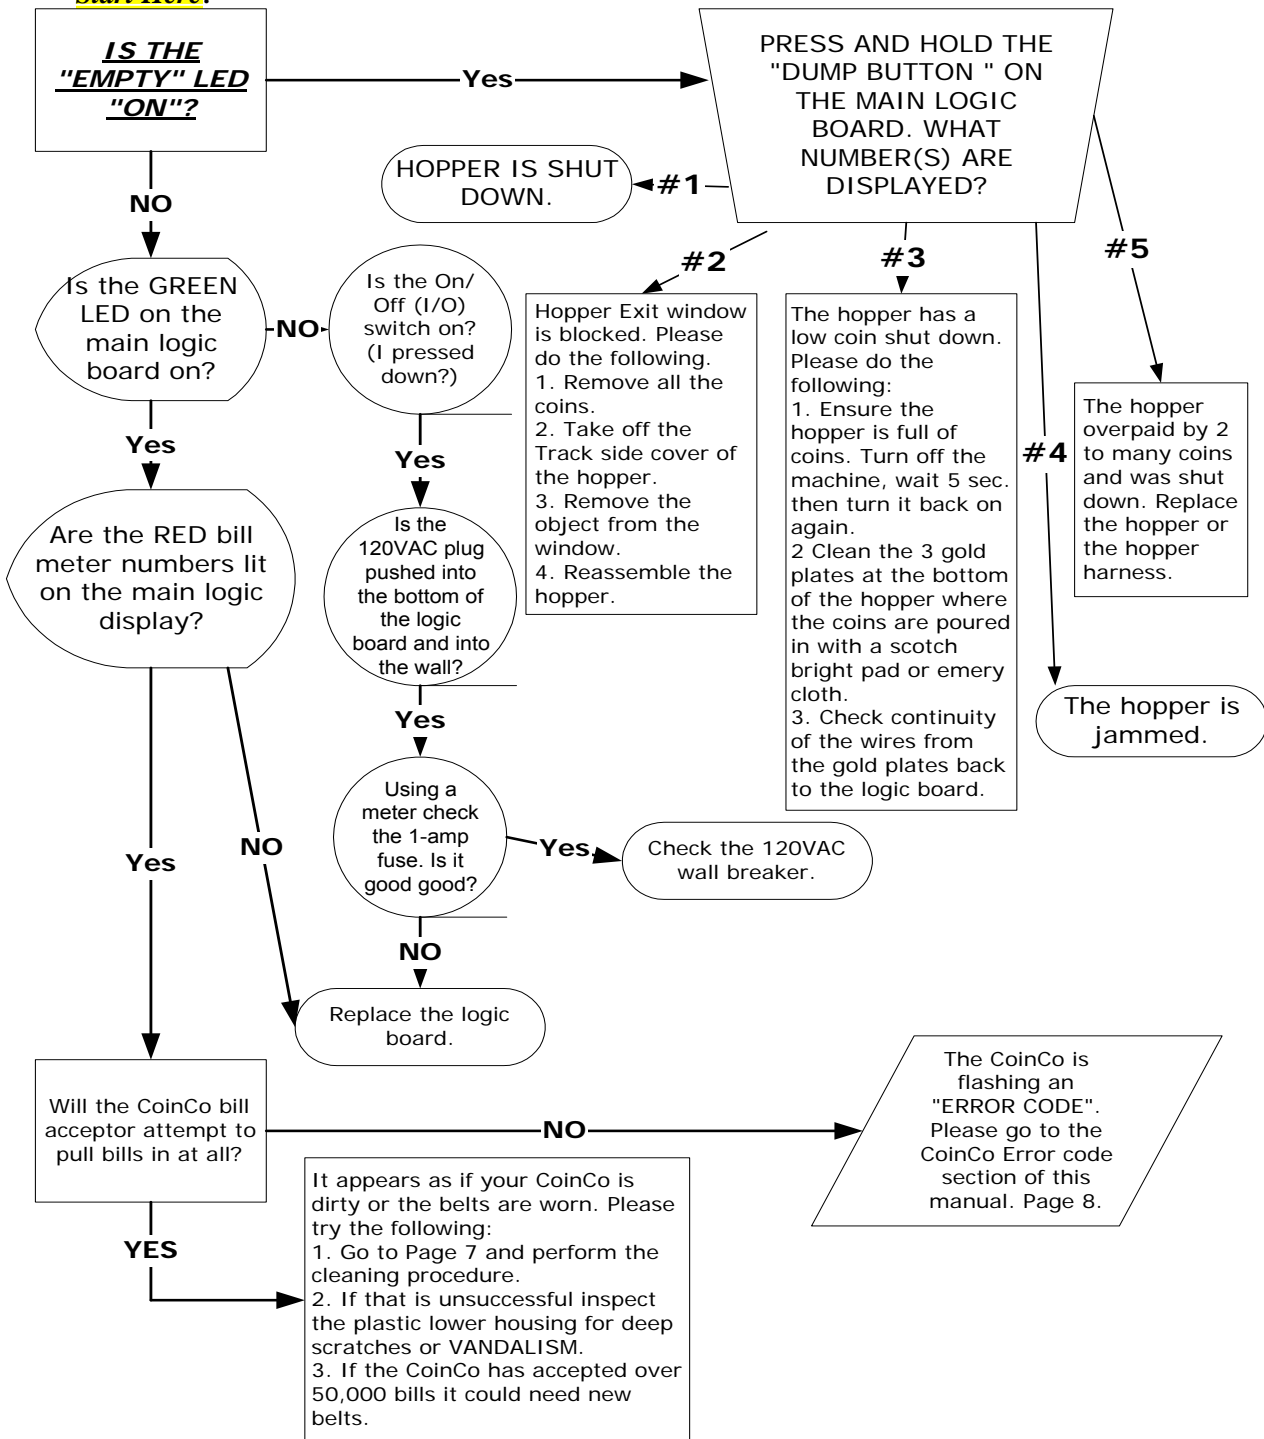 Start Here:
IS THE
"EMPTY" LED
"ON"?
Yes
PRESS AND HOLD THE
"DUMP BUTTON " ON
THE MAIN LOGIC
BOARD. WHAT
NUMBER(S) ARE
DISPLAYED?
HOPPER IS SHUT
DOWN.
#1
#2
#3
#4
#5
NO
Is the GREEN
LED on the
main logic
board on?
NO
Is the On/
Off (I/O)
switch on?
(I pressed
down?)
Hopper Exit window
is blocked. Please
do the following.
1. Remove all the
coins.
2. Take off the
Track side cover of
the hopper.
3. Remove the
object from the
window.
4. Reassemble the
hopper.
The hopper has a
low coin shut down.
Please do the
following:
1. Ensure the
hopper is full of
coins. Turn off the
machine, wait 5 sec.
then turn it back on
again.
2 Clean the 3 gold
plates at the bottom
of the hopper where
the coins are poured
in with a scotch
bright pad or emery
cloth.
3. Check continuity
of the wires from
the gold plates back
to the logic board.
The hopper is
jammed.
The hopper
overpaid by 2
to many coins
and was shut
down. Replace
the hopper or
the hopper
harness.
Yes
Are the RED bill
meter numbers lit
on the main logic
display?
Yes
Is the
120VAC plug
pushed into
the bottom of
the logic
board and into
the wall?
Yes
Using a
meter check
the 1-amp
fuse. Is it
good good?
Yes
Check the 120VAC
wall breaker.
NO
Replace the logic
board.
NO
Yes
Will the CoinCo bill
acceptor attempt to
pull bills in at all?
NO
The CoinCo is
flashing an
"ERROR CODE".
Please go to the
CoinCo Error code
section of this
manual. Page 8.
YES
It appears as if your CoinCo is
dirty or the belts are worn. Please
try the following:
1. Go to Page 7 and perform the
cleaning procedure.
2. If that is unsuccessful inspect
the plastic lower housing for deep
scratches or VANDALISM.
3. If the CoinCo has accepted over
50,000 bills it could need new
belts.